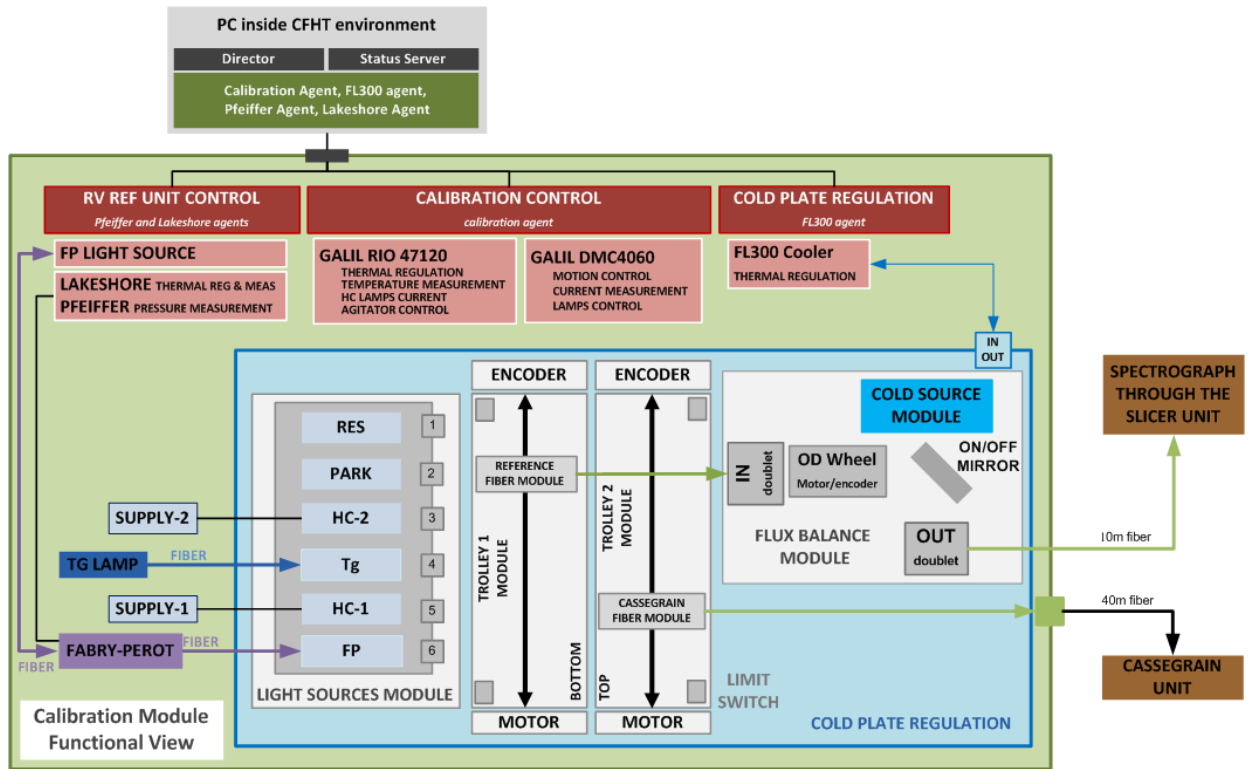 PC inside CFHT environment
Director
Status Server
Calibration Agent, FL300 agent,
Pfeiffer Agent, Lakeshore Agent
RV REF UNIT CONTROL
Pfeiffer and Lakeshore agents
CALIBRATION CONTROL
calibration agent
COLD PLATE REGULATION
FL300 agent
FP LIGHT SOURCE
LAKESHORE THERMAL REG & MEAS
PFEIFFER PRESSURE MEASUREMENT
GALIL RIO 47120
THERMAL REGULATION
TEMPERATURE MEASUREMENT
HC LAMPS CURRENT
AGITATOR CONTROL
GALIL DMC4060
MOTION CONTROL
CURRENT MEASUREMENT
LAMPS CONTROL
FL300 Cooler
THERMAL REGULATION
IN
OUT
ENCODER
ENCODER
RES
1
PARK
2
HC-2
3
Tg
4
HC-1
5
FP
6
LIGHT SOURCES MODULE
SUPPLY-2
TG LAMP
FIBER
SUPPLY-1
FABRY-PEROT
FIBER
FIBER
REFERENCE
FIBER MODULE
TROLLEY 1
MODULE
BOTTOM
MOTOR
TROLLEY 2
MODULE
CASSEGRAIN
FIBER MODULE
TOP
MOTOR
COLD SOURCE
MODULE
ON/OFF
MIRROR
IN
doublet
OD Wheel
Motor/encoder
FLUX BALANCE
MODULE
OUT
doublet
LIMIT
SWITCH
COLD PLATE REGULATION
SPECTROGRAPH
THROUGH THE
SLICER UNIT
10m fiber
40m fiber
CASSEGRAIN
UNIT
Calibration Module
Functional View